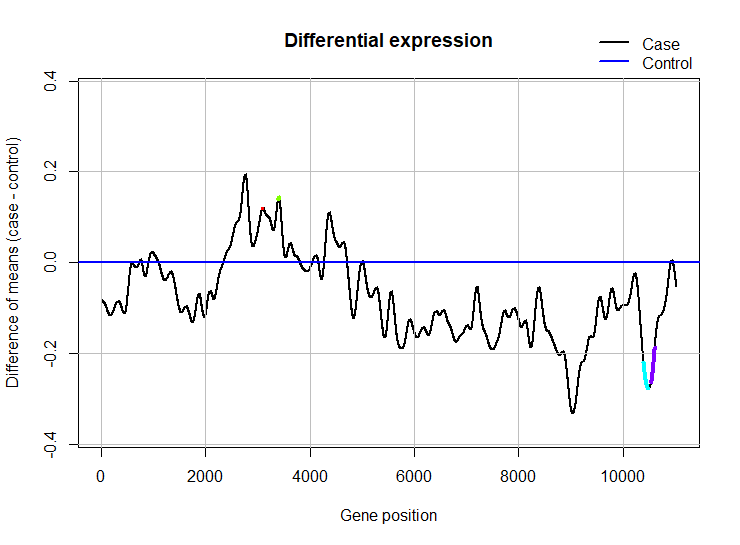 Differential expression
Case
Control
Difference of means (case - control)
0.4
0.2
0.0
-0.2
-0.4
0 2000 4000 6000 8000 10000
Gene position